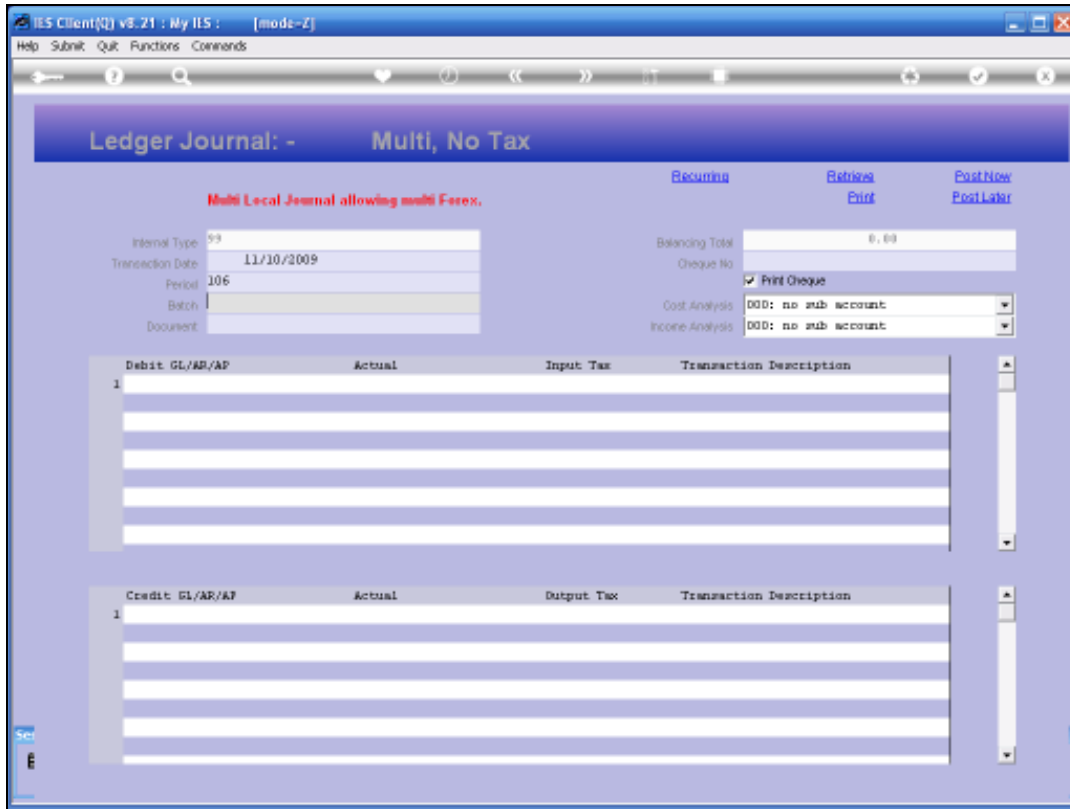 IES Client(Q) v8.21 : My IES : [mode-Z]
Help Submit Quit Functions Commands
Ledger Journal: - Multi, No Tax
Recurring Retrieve Post Now
Multi Local Journal allowing multi Forex. Print Post Later
Internal Type 99 Balancing Total 0.00
Transaction Date 11/10/2009 Cheque No
Period 106 Print Cheque
Batch Cost Analysis 000: no sub account
Document Income Analysis 000: no sub account
Debit GL/AR/AP Actual Input Tax Transaction Description
1
Credit GL/AR/AP Actual Output Tax Transaction Description
1